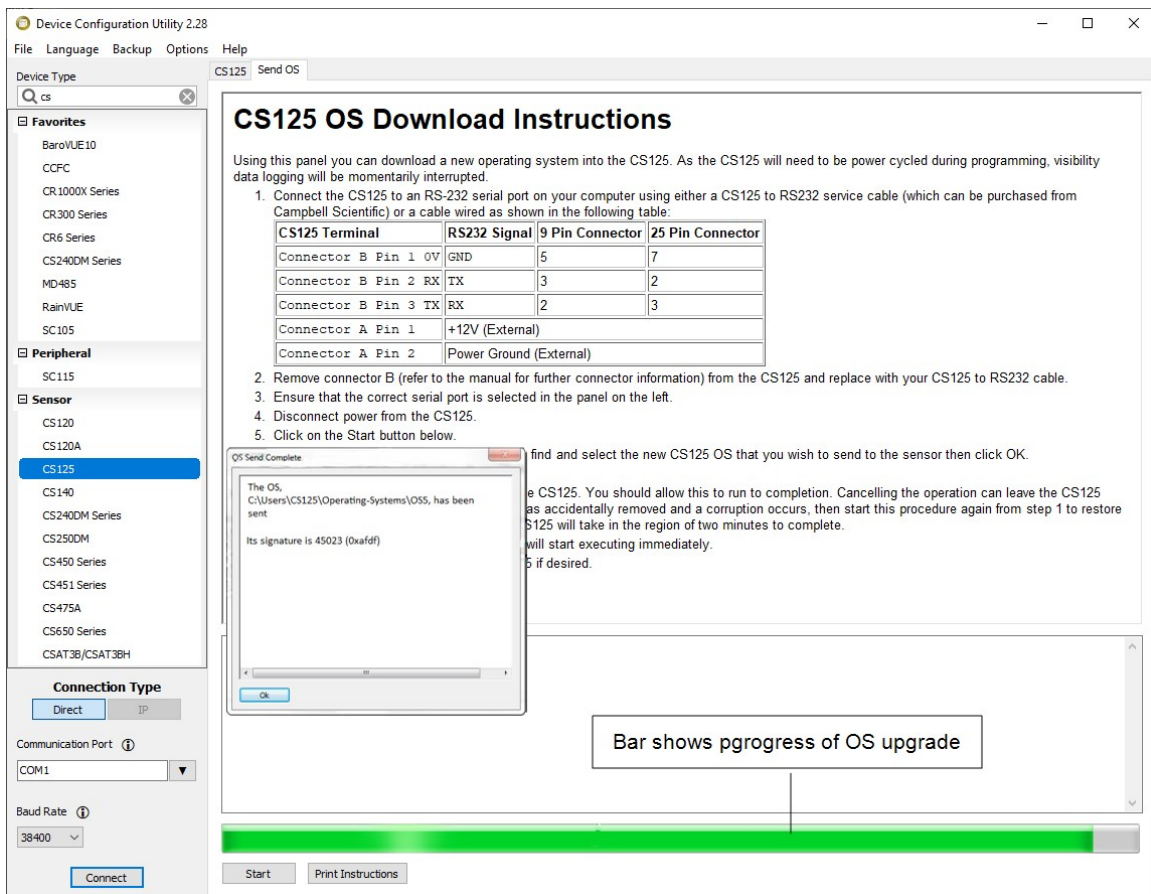 Device Configuration Utility 2.28
File Language Backup Options Help
Device Type
cs
Favorites
BaroVUE10
CCFC
CR1000X Series
CR300 Series
CR6 Series
CS240DM Series
MD485
RainVUE
SC105
Peripheral
SC115
Sensor
CS120
CS120A
CS125
CS140
CS240DM Series
CS250DM
CS450 Series
CS451 Series
CS475A
CS650 Series
CSAT3B/CSAT3BH
Connection Type
Direct IP
Communication Port
COM1
Baud Rate
38400
Connect
CS125 Send OS
CS125 OS Download Instructions
Using this panel you can download a new operating system into the CS125. As the CS125 will need to be power cycled during programming, visibility
data logging will be momentarily interrupted.
1. Connect the CS125 to an RS-232 serial port on your computer using either a CS125 to RS232 service cable (which can be purchased from
Campbell Scientific) or a cable wired as shown in the following table:
CS125 Terminal RS232 Signal 9 Pin Connector 25 Pin Connector
Connector B Pin 1 0V GND 5 7
Connector B Pin 2 RX TX 3 2
Connector B Pin 3 TX RX 2 3
Connector A Pin 1 +12V (External)
Connector A Pin 2 Power Ground (External)
2. Remove connector B (refer to the manual for further connector information) from the CS125 and replace with your CS125 to RS232 cable.
3. Ensure that the correct serial port is selected in the panel on the left.
4. Disconnect power from the CS125.
5. Click on the Start button below.
find and select the new CS125 OS that you wish to send to the sensor then click OK.
e CS125. You should allow this to run to completion. Cancelling the operation can leave the CS125
as accidentally removed and a corruption occurs, then start this procedure again from step 1 to restore
S125 will take in the region of two minutes to complete.
will start executing immediately.
5 if desired.
OS Send Complete
The OS,
C:\Users\CS125\Operating-Systems\OS5, has been
sent
Its signature is 45023 (0xafdf)
Ok
Bar shows pgrogress of OS upgrade
Start Print Instructions